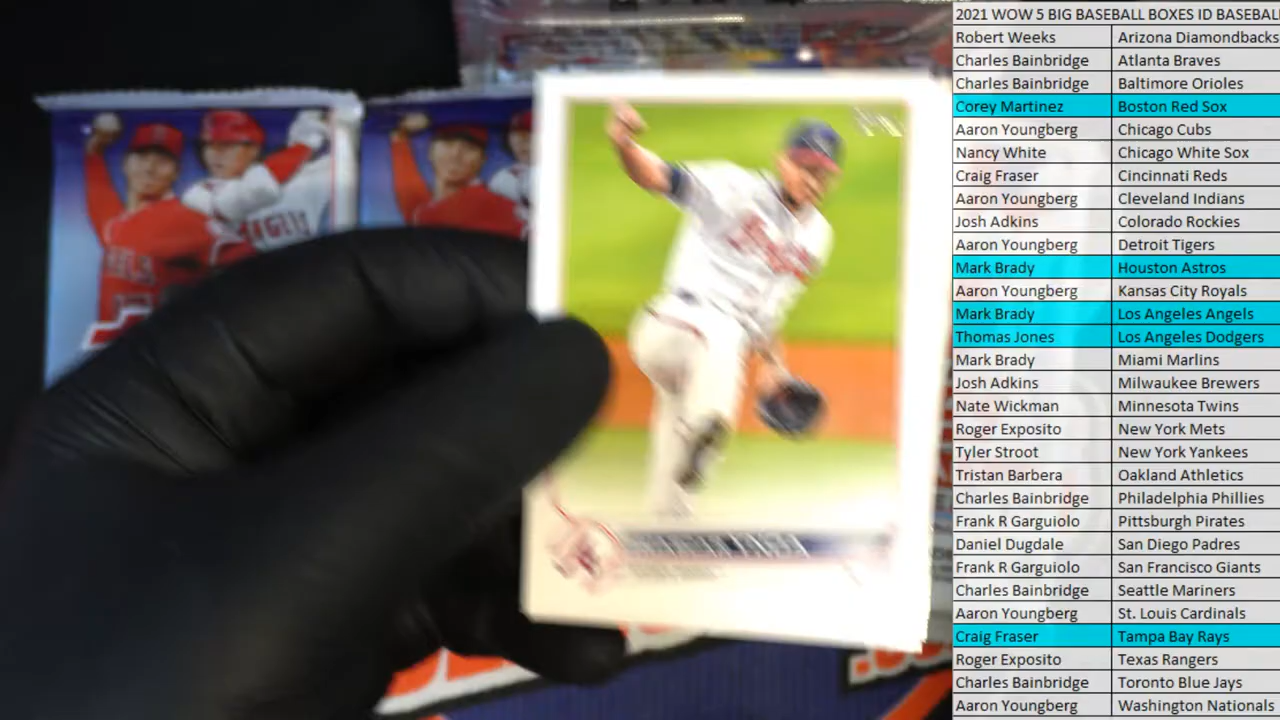 2021 WOW 5 BIG BASEBALL BOXES ID BASEBALL
Robert Weeks Arizona Diamondbacks
Charles Bainbridge Atlanta Braves
Charles Bainbridge Baltimore Orioles
Corey Martinez Boston Red Sox
Aaron Youngberg Chicago Cubs
Nancy White Chicago White Sox
Craig Fraser Cincinnati Reds
Aaron Youngberg Cleveland Indians
Josh Adkins Colorado Rockies
Aaron Youngberg Detroit Tigers
Mark Brady Houston Astros
Aaron Youngberg Kansas City Royals
Mark Brady Los Angeles Angels
Thomas Jones Los Angeles Dodgers
Mark Brady Miami Marlins
Josh Adkins Milwaukee Brewers
Nate Wickman Minnesota Twins
Roger Exposito New York Mets
Tyler Stroot New York Yankees
Tristan Barbera Oakland Athletics
Charles Bainbridge Philadelphia Phillies
Frank R Garguiolo Pittsburgh Pirates
Daniel Dugdale San Diego Padres
Frank R Garguiolo San Francisco Giants
Charles Bainbridge Seattle Mariners
Aaron Youngberg St. Louis Cardinals
Craig Fraser Tampa Bay Rays
Roger Exposito Texas Rangers
Charles Bainbridge Toronto Blue Jays
Aaron Youngberg Washington Nationals